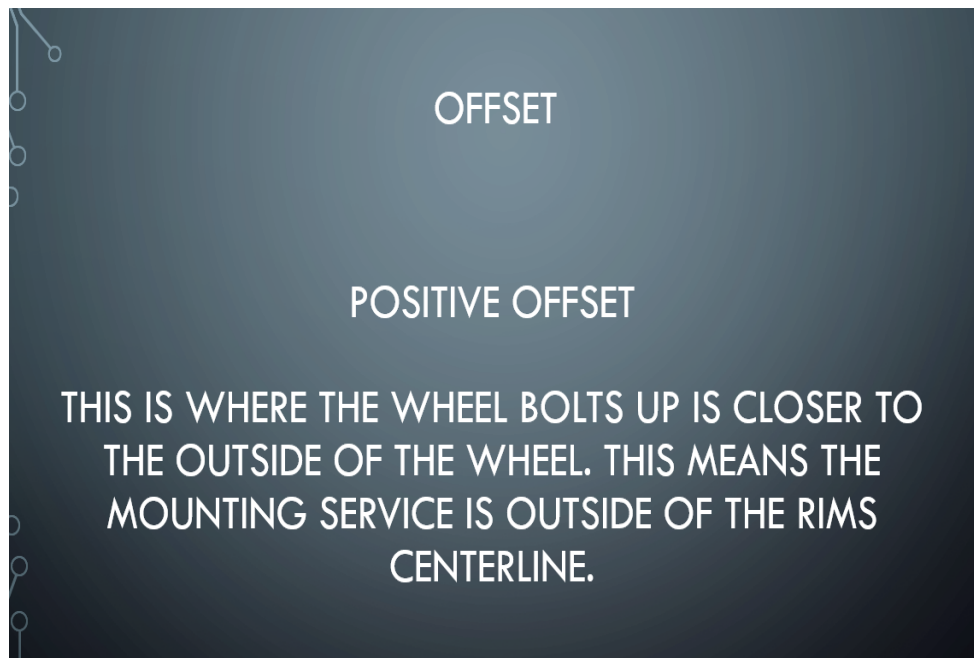 OFFSET
POSITIVE OFFSET
THIS IS WHERE THE WHEEL BOLTS UP IS CLOSER TO
THE OUTSIDE OF THE WHEEL. THIS MEANS THE
MOUNTING SERVICE IS OUTSIDE OF THE RIMS
CENTERLINE.